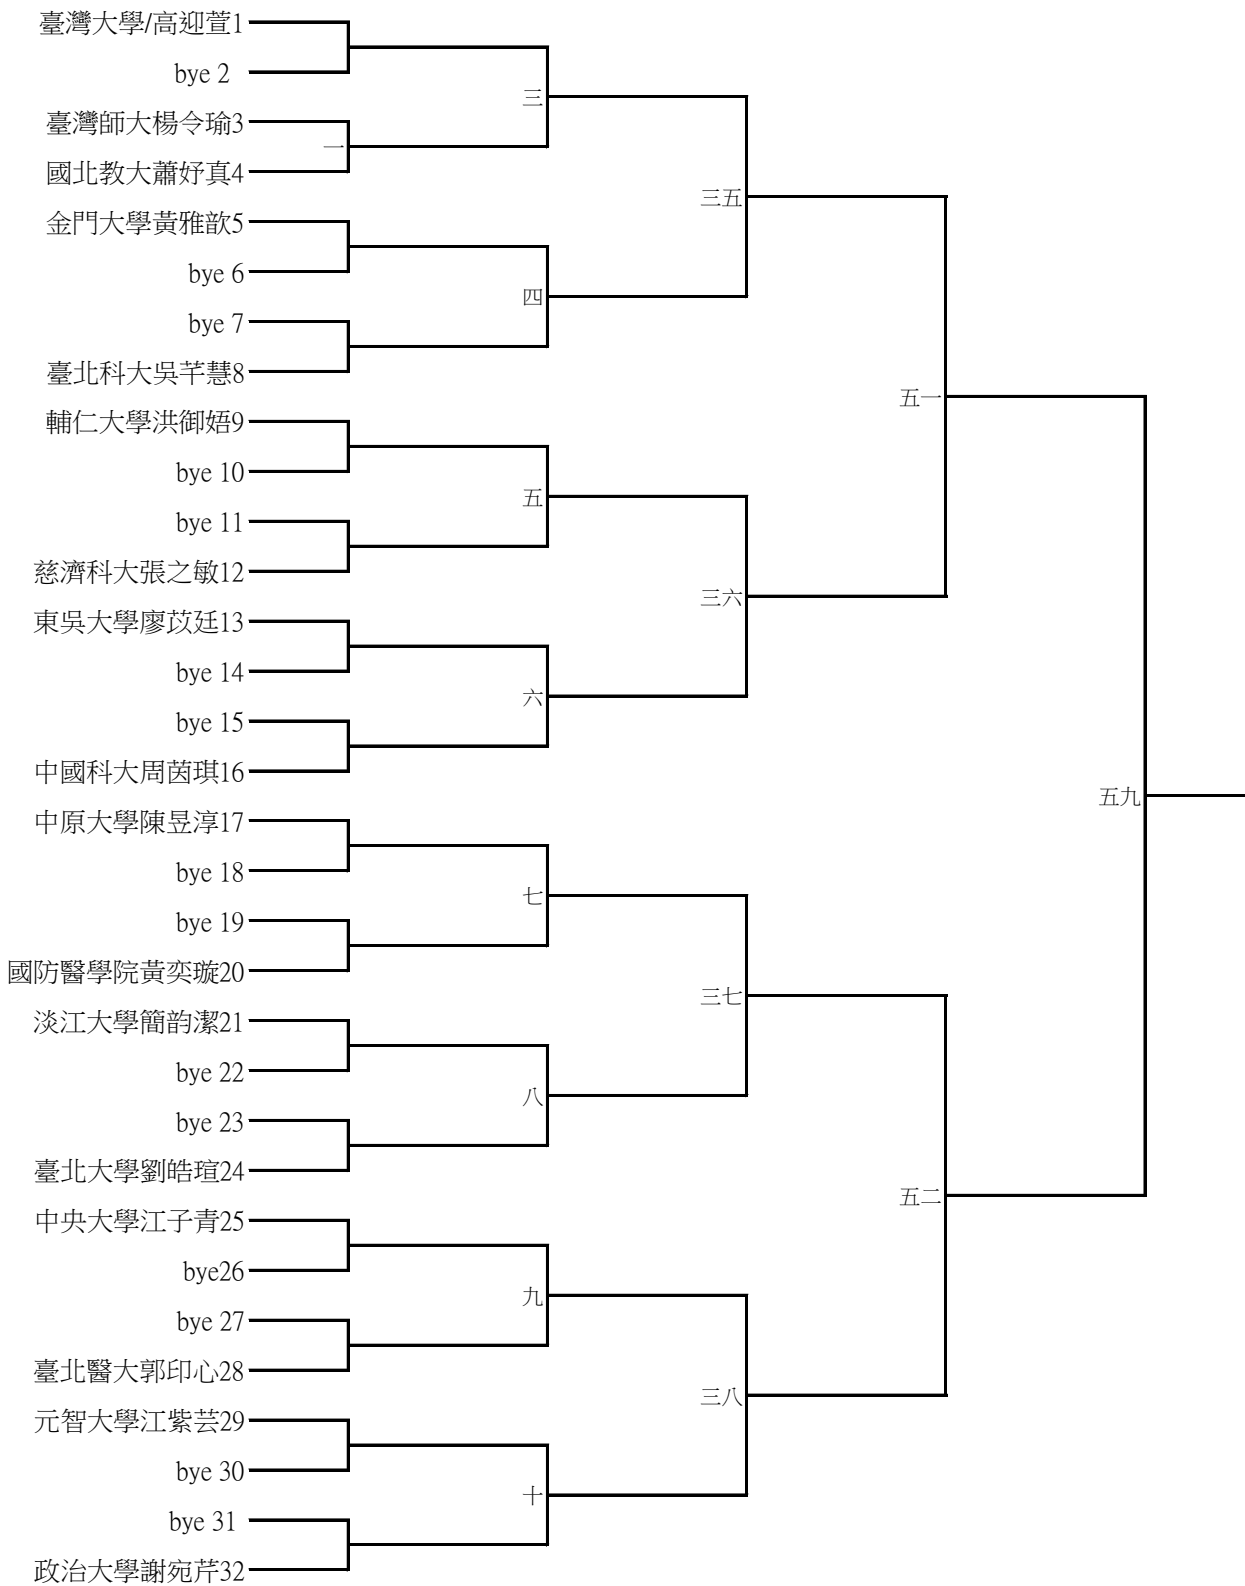 臺灣大學/高迎萱1
bye 2
三
臺灣師大楊令瑜3
一
國北教大蕭妤真4
三五
金門大學黃雅歆5
bye 6
四
bye 7
臺北科大吳芊慧8
五一
輔仁大學洪御娪9
bye 10
五
bye 11
慈濟科大張之敏12
三六
東吳大學廖苡廷13
bye 14
六
bye 15
中國科大周茵琪16
五九
中原大學陳昱淳17
bye 18
七
bye 19
國防醫學院黃奕璇20
三七
淡江大學簡韵潔21
bye 22
八
bye 23
臺北大學劉皓瑄24
五二
中央大學江子青25
bye26
九
bye 27
臺北醫大郭印心28
三八
元智大學江紫芸29
bye 30
十
bye 31
政治大學謝宛芹32